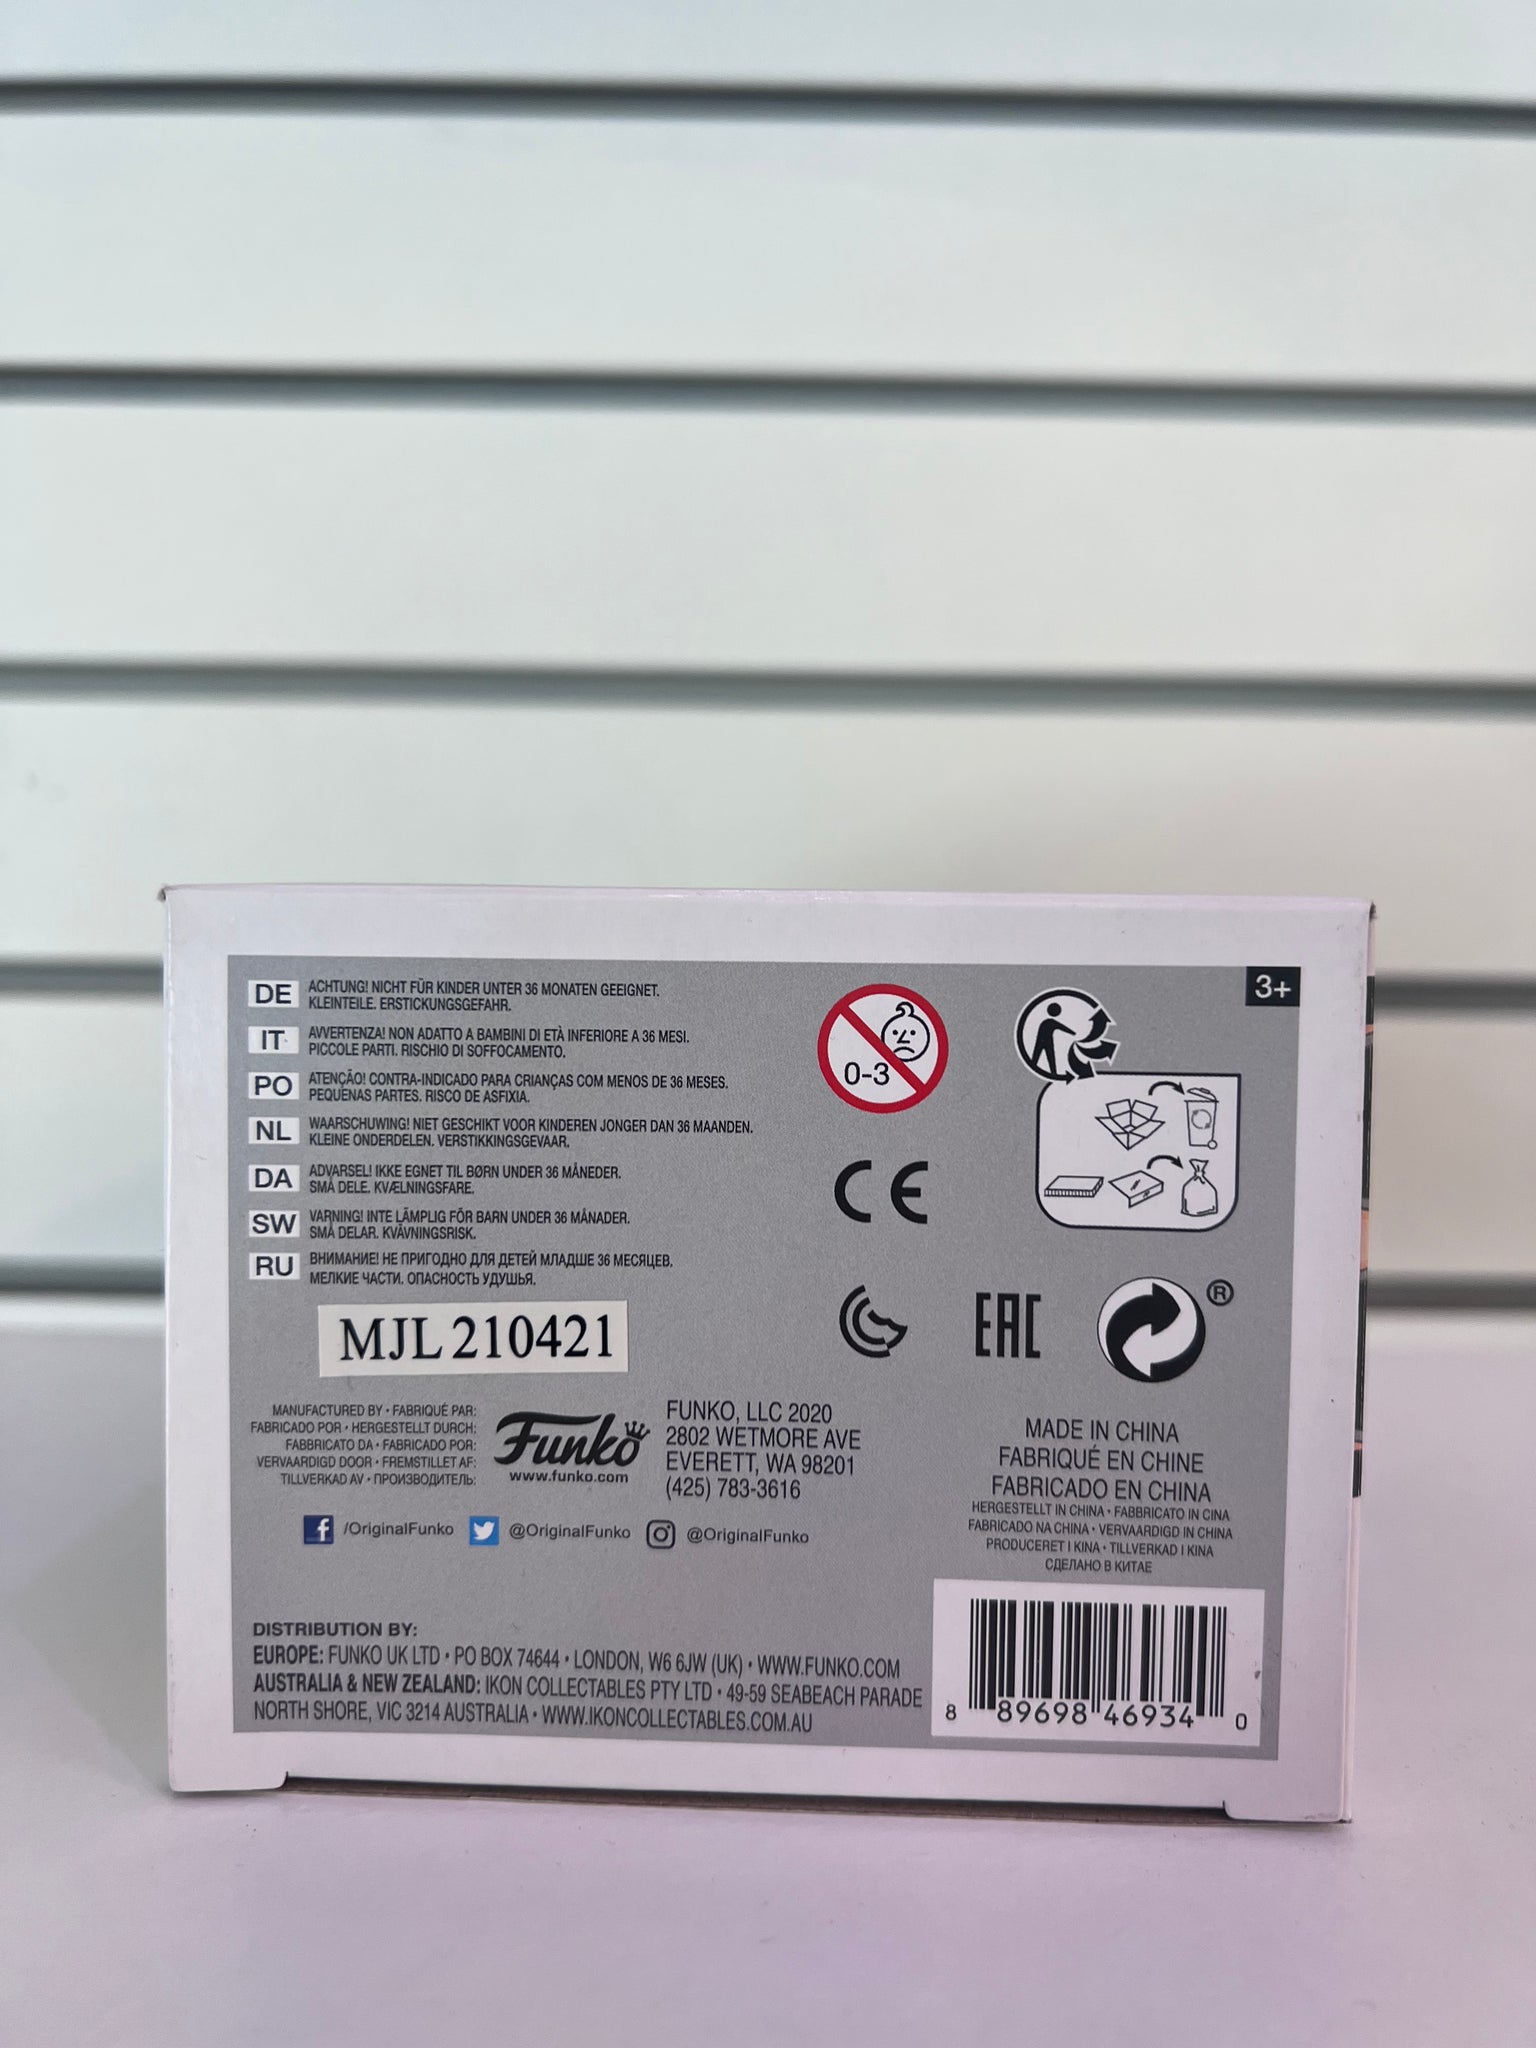 3+
DE
ACHTUNG! NICHT FÜR KINDER UNTER 36 MONATEN GEEIGNET.
KLEINTEILE. ERSTICKUNGSGEFAHR.
IT
AVVERTENZA! NON ADATTO A BAMBINI DI ETÀ INFERIORE A 36 MESI.
PICCOLE PARTI. RISCHIO DI SOFFOCAMENTO.
PO
ATENÇÃO! CONTRA-INDICADO PARA CRIANÇAS COM MENOS DE 36 MESES.
PEQUENAS PARTES. RISCO DE ASFIXIA.
NL
WAARSCHUWING! NIET GESCHIKT VOOR KINDEREN JONGER DAN 36 MAANDEN.
KLEINE ONDERDELEN. VERSTIKKINGSGEVAAR.
DA
ADVARSEL! IKKE EGNET TIL BØRN UNDER 36 MÅNEDER.
SMÅ DELE. KVÆLNINGSFARE.
SW
VARNING! INTE LÄMPLIG FÖR BARN UNDER 36 MÅNADER.
SMÅ DELAR. KVÄVNINGSRISK.
RU
ВНИМАНИЕ! НЕ ПРИГОДНО ДЛЯ ДЕТЕЙ МЛАДШЕ 36 МЕСЯЦЕВ.
МЕЛКИЕ ЧАСТИ. ОПАСНОСТЬ УДУШЬЯ.
0-3
CE
EAC
®
MJL 210421
MANUFACTURED BY • FABRIQUÉ PAR:
FABRICADO POR • HERGESTELLT DURCH:
FABBRICATO DA • FABRICADO POR:
VERVAARDIGD DOOR • FREMSTILLET AF:
TILLVERKAD AV • ПРОИЗВОДИТЕЛЬ:
Funko
www.funko.com
FUNKO, LLC 2020
2802 WETMORE AVE
EVERETT, WA 98201
(425) 783-3616
/OriginalFunko @OriginalFunko @OriginalFunko
MADE IN CHINA
FABRIQUÉ EN CHINE
FABRICADO EN CHINA
HERGESTELLT IN CHINA • FABBRICATO IN CINA
FABRICADO NA CHINA • VERVAARDIGD IN CHINA
PRODUCERET I KINA • TILLVERKAD I KINA
СДЕЛАНО В КИТАЕ
DISTRIBUTION BY:
EUROPE: FUNKO UK LTD • PO BOX 74644 • LONDON, W6 6JW (UK) • WWW.FUNKO.COM
AUSTRALIA & NEW ZEALAND: IKON COLLECTABLES PTY LTD • 49-59 SEABEACH PARADE
NORTH SHORE, VIC 3214 AUSTRALIA • WWW.IKONCOLLECTABLES.COM.AU
8 89698 46934 0